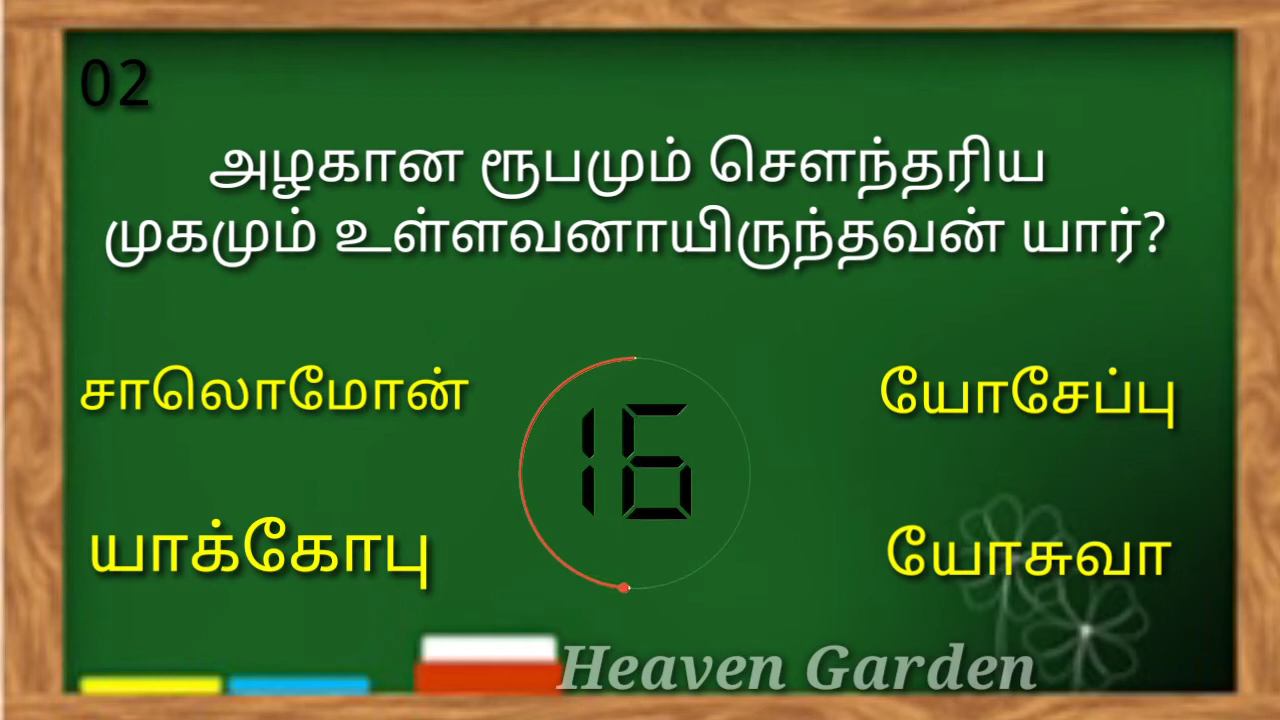 02
அழகான ரூபமும் சௌந்தரிய
முகமும் உள்ளவனாயிருந்தவன் யார்?
சாலொமோன்
யோசேப்பு
16
யாக்கோபு
யோசுவா
Heaven Garden